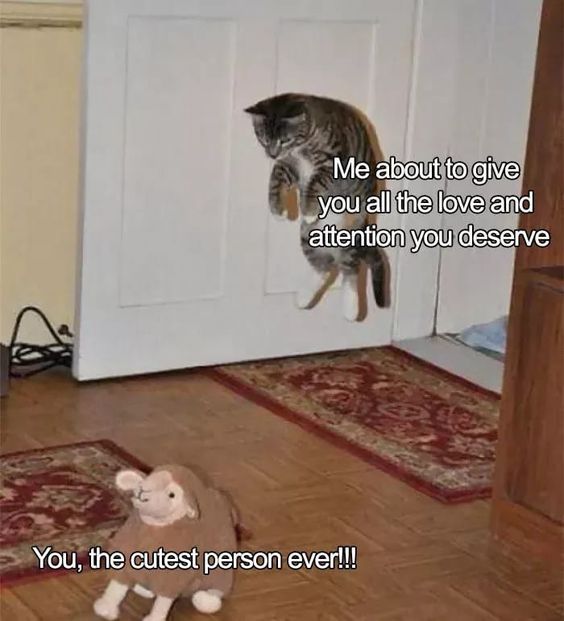 Me about to give
you all the love and
attention you deserve
You, the cutest person ever!!!